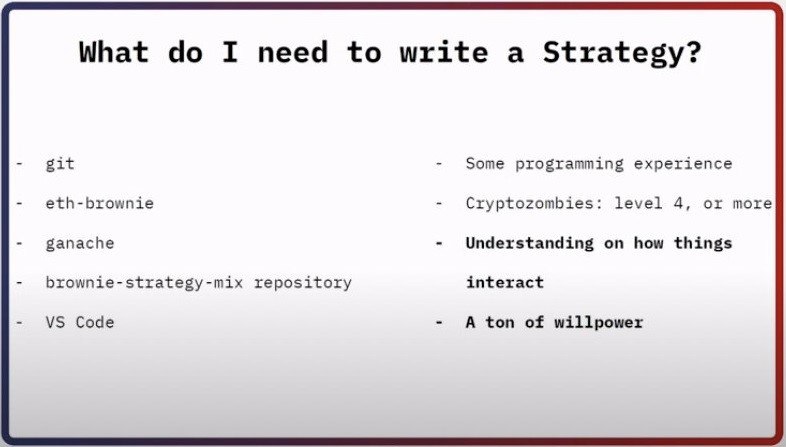 What do I need to write a Strategy?
- git
- eth-brownie
- ganache
- brownie-strategy-mix repository
- VS Code
- Some programming experience
- Cryptozombies: level 4, or more
- Understanding on how things
interact
- A ton of willpower